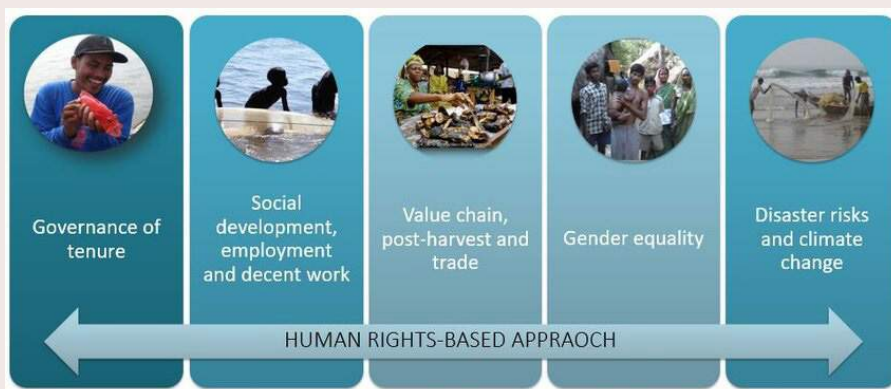 Governance of
tenure
Social
development,
employment
and decent work
Value chain,
post-harvest and
trade
Gender equality
Disaster risks
and climate
change
HUMAN RIGHTS-BASED APPRAOCH